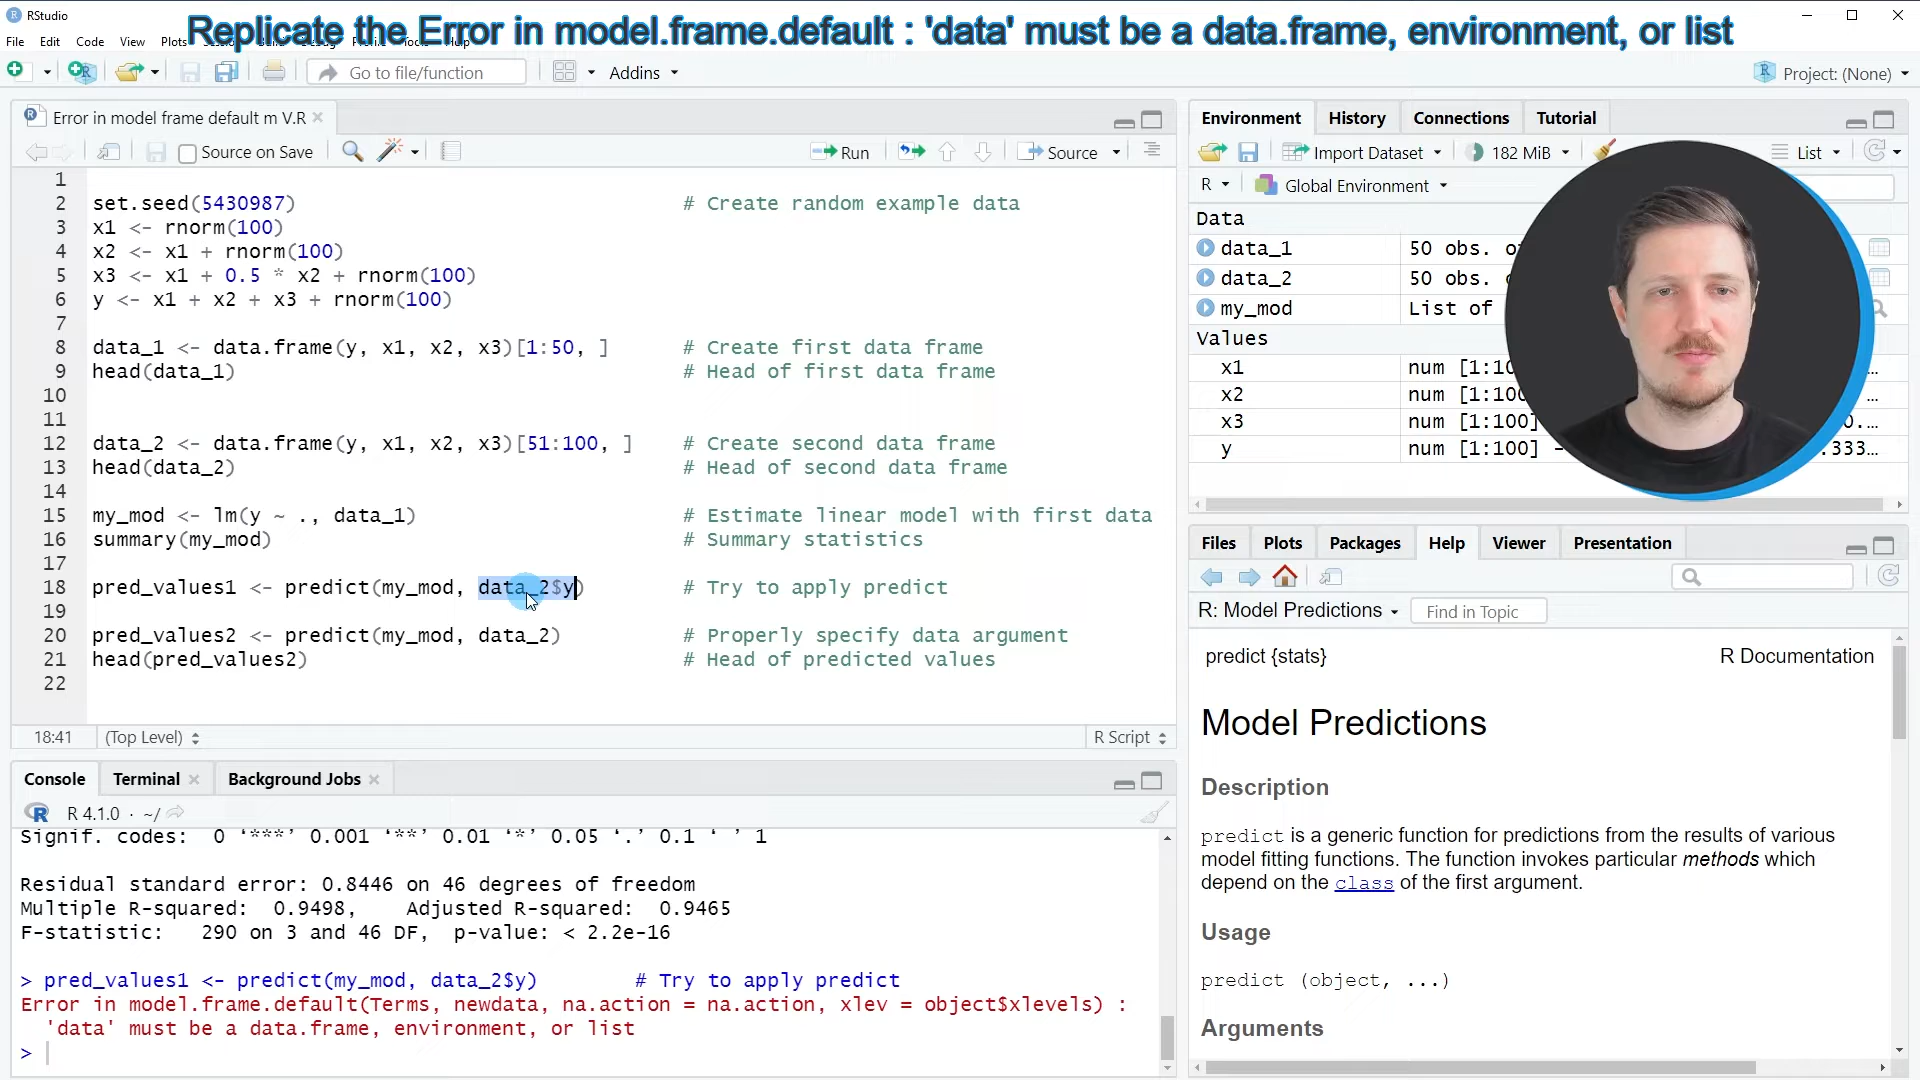 RStudio
Replicate the Error in model.frame.default : 'data' must be a data.frame, environment, or list
File Edit Code View Plots
Go to file/function
Addins
Project: (None)
Error in model frame default m V.R
Source on Save
Run
Source
1
2 set.seed(5430987) # Create random example data
3 x1 <- rnorm(100)
4 x2 <- x1 + rnorm(100)
5 x3 <- x1 + 0.5 * x2 + rnorm(100)
6 y <- x1 + x2 + x3 + rnorm(100)
7
8 data_1 <- data.frame(y, x1, x2, x3)[1:50, ] # Create first data frame
9 head(data_1) # Head of first data frame
10
11
12 data_2 <- data.frame(y, x1, x2, x3)[51:100, ] # Create second data frame
13 head(data_2) # Head of second data frame
14
15 my_mod <- lm(y ~ ., data_1) # Estimate linear model with first data
16 summary(my_mod) # Summary statistics
17
18 pred_values1 <- predict(my_mod, data_2$y) # Try to apply predict
19
20 pred_values2 <- predict(my_mod, data_2) # Properly specify data argument
21 head(pred_values2) # Head of predicted values
22
18:41 (Top Level) R Script
Console Terminal Background Jobs
R 4.1.0 · ~/
Signif. codes: 0 ‘***’ 0.001 ‘**’ 0.01 ‘*’ 0.05 ‘.’ 0.1 ‘ ’ 1
Residual standard error: 0.8446 on 46 degrees of freedom
Multiple R-squared: 0.9498, Adjusted R-squared: 0.9465
F-statistic: 290 on 3 and 46 DF, p-value: < 2.2e-16
> pred_values1 <- predict(my_mod, data_2$y) # Try to apply predict
Error in model.frame.default(Terms, newdata, na.action = na.action, xlev = object$xlevels) :
'data' must be a data.frame, environment, or list
>
Environment History Connections Tutorial
Import Dataset 182 MiB List
R Global Environment
Data
data_1 50 obs.
data_2 50 obs.
my_mod List of
Values
x1 num [1:10
x2 num [1:100 …
x3 num [1:100] 0.…
y num [1:100] - .333…
Files Plots Packages Help Viewer Presentation
R: Model Predictions Find in Topic
predict {stats} R Documentation
Model Predictions
Description
predict is a generic function for predictions from the results of various
model fitting functions. The function invokes particular methods which
depend on the class of the first argument.
Usage
predict (object, ...)
Arguments